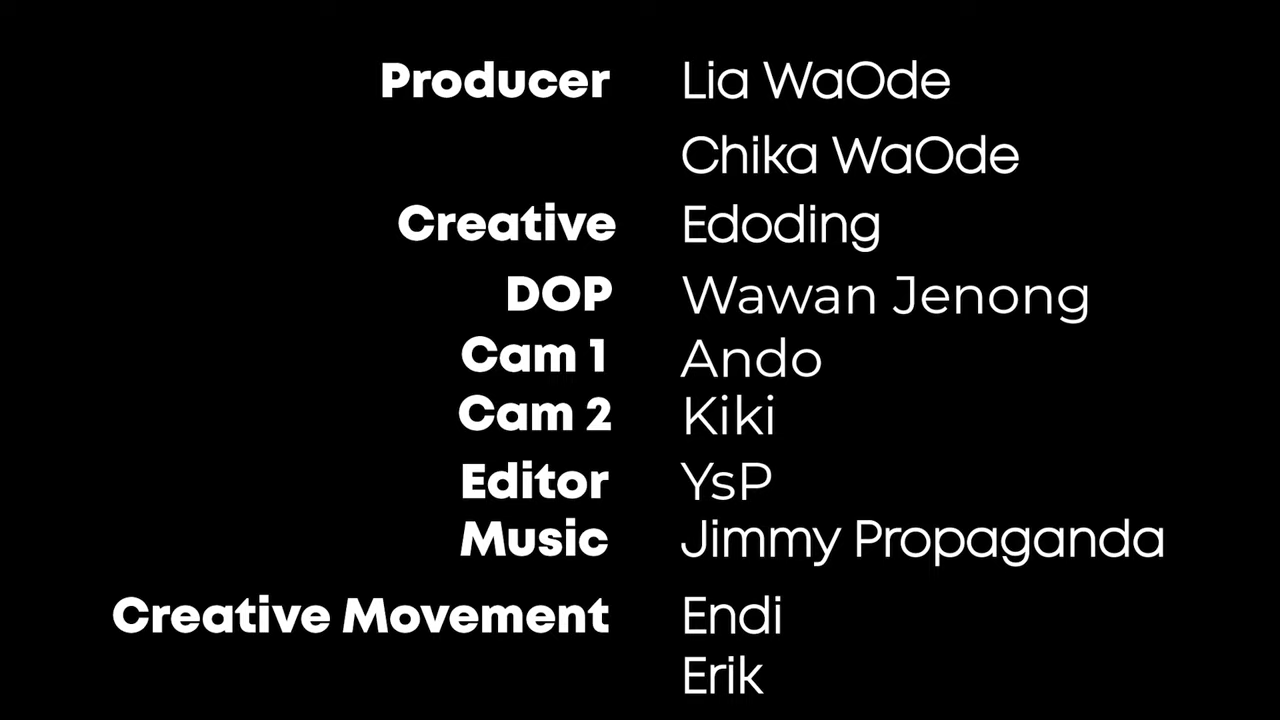 Producer Lia WaOde
Chika WaOde
Creative Edoding
DOP Wawan Jenong
Cam 1 Ando
Cam 2 Kiki
Editor YsP
Music Jimmy Propaganda
Creative Movement Endi
Erik